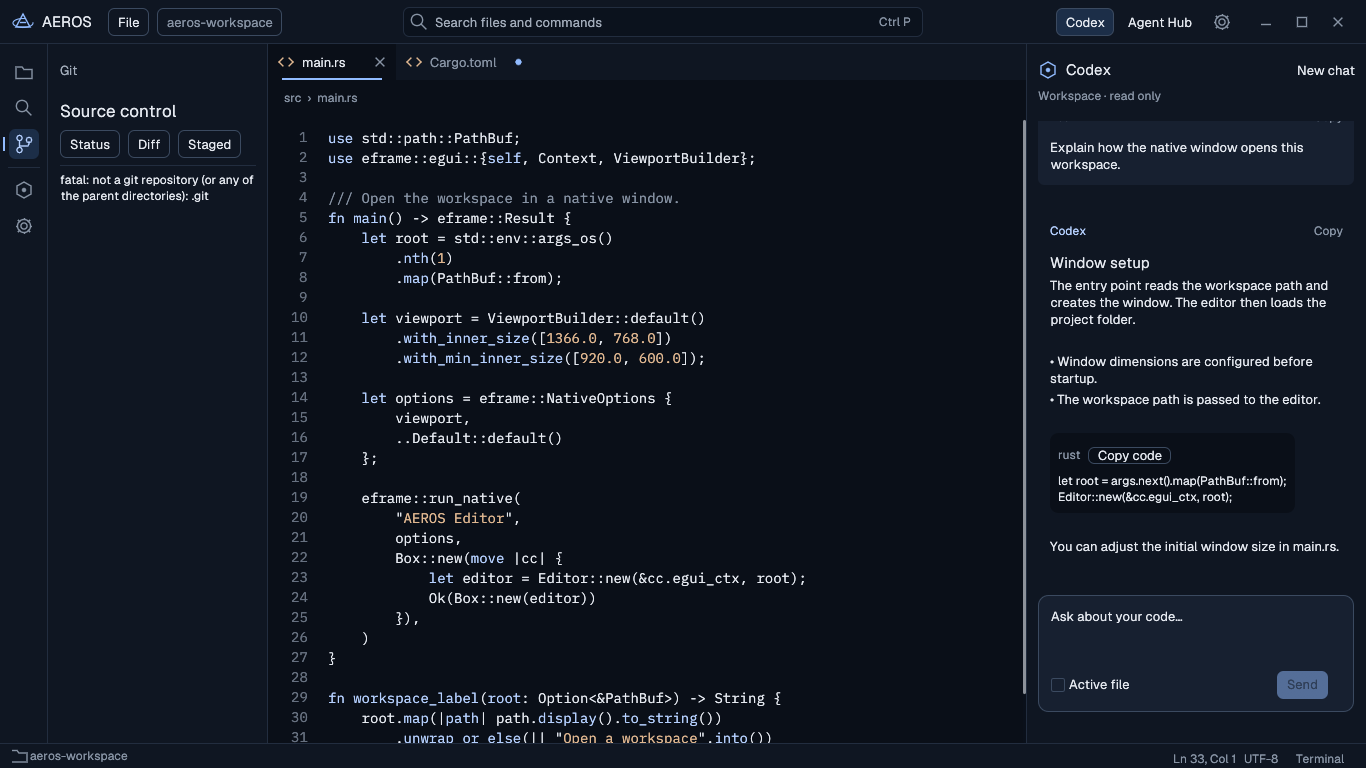 AEROS File aeros-workspace Search files and commands Ctrl P Codex Agent Hub
Git
Source control
Status Diff Staged
fatal: not a git repository (or any of
the parent directories): .git
main.rs Cargo.toml
src › main.rs
1 use std::path::PathBuf;
2 use eframe::egui::{self, Context, ViewportBuilder};
3
4 /// Open the workspace in a native window.
5 fn main() -> eframe::Result {
6     let root = std::env::args_os()
7         .nth(1)
8         .map(PathBuf::from);
9
10     let viewport = ViewportBuilder::default()
11         .with_inner_size([1366.0, 768.0])
12         .with_min_inner_size([920.0, 600.0]);
13
14     let options = eframe::NativeOptions {
15         viewport,
16         ..Default::default()
17     };
18
19     eframe::run_native(
20         "AEROS Editor",
21         options,
22         Box::new(move |cc| {
23             let editor = Editor::new(&cc.egui_ctx, root);
24             Ok(Box::new(editor))
25         }),
26     )
27 }
28
29 fn workspace_label(root: Option<&PathBuf>) -> String {
30     root.map(|path| path.display().to_string())
31         .unwrap_or_else(|| "Open a workspace".into())
Codex New chat
Workspace · read only
Explain how the native window opens this
workspace.
Codex Copy
Window setup
The entry point reads the workspace path and
creates the window. The editor then loads the
project folder.
• Window dimensions are configured before
startup.
• The workspace path is passed to the editor.
rust Copy code
let root = args.next().map(PathBuf::from);
Editor::new(&cc.egui_ctx, root);
You can adjust the initial window size in main.rs.
Ask about your code…
Active file Send
aeros-workspace Ln 33, Col 1 UTF-8 Terminal